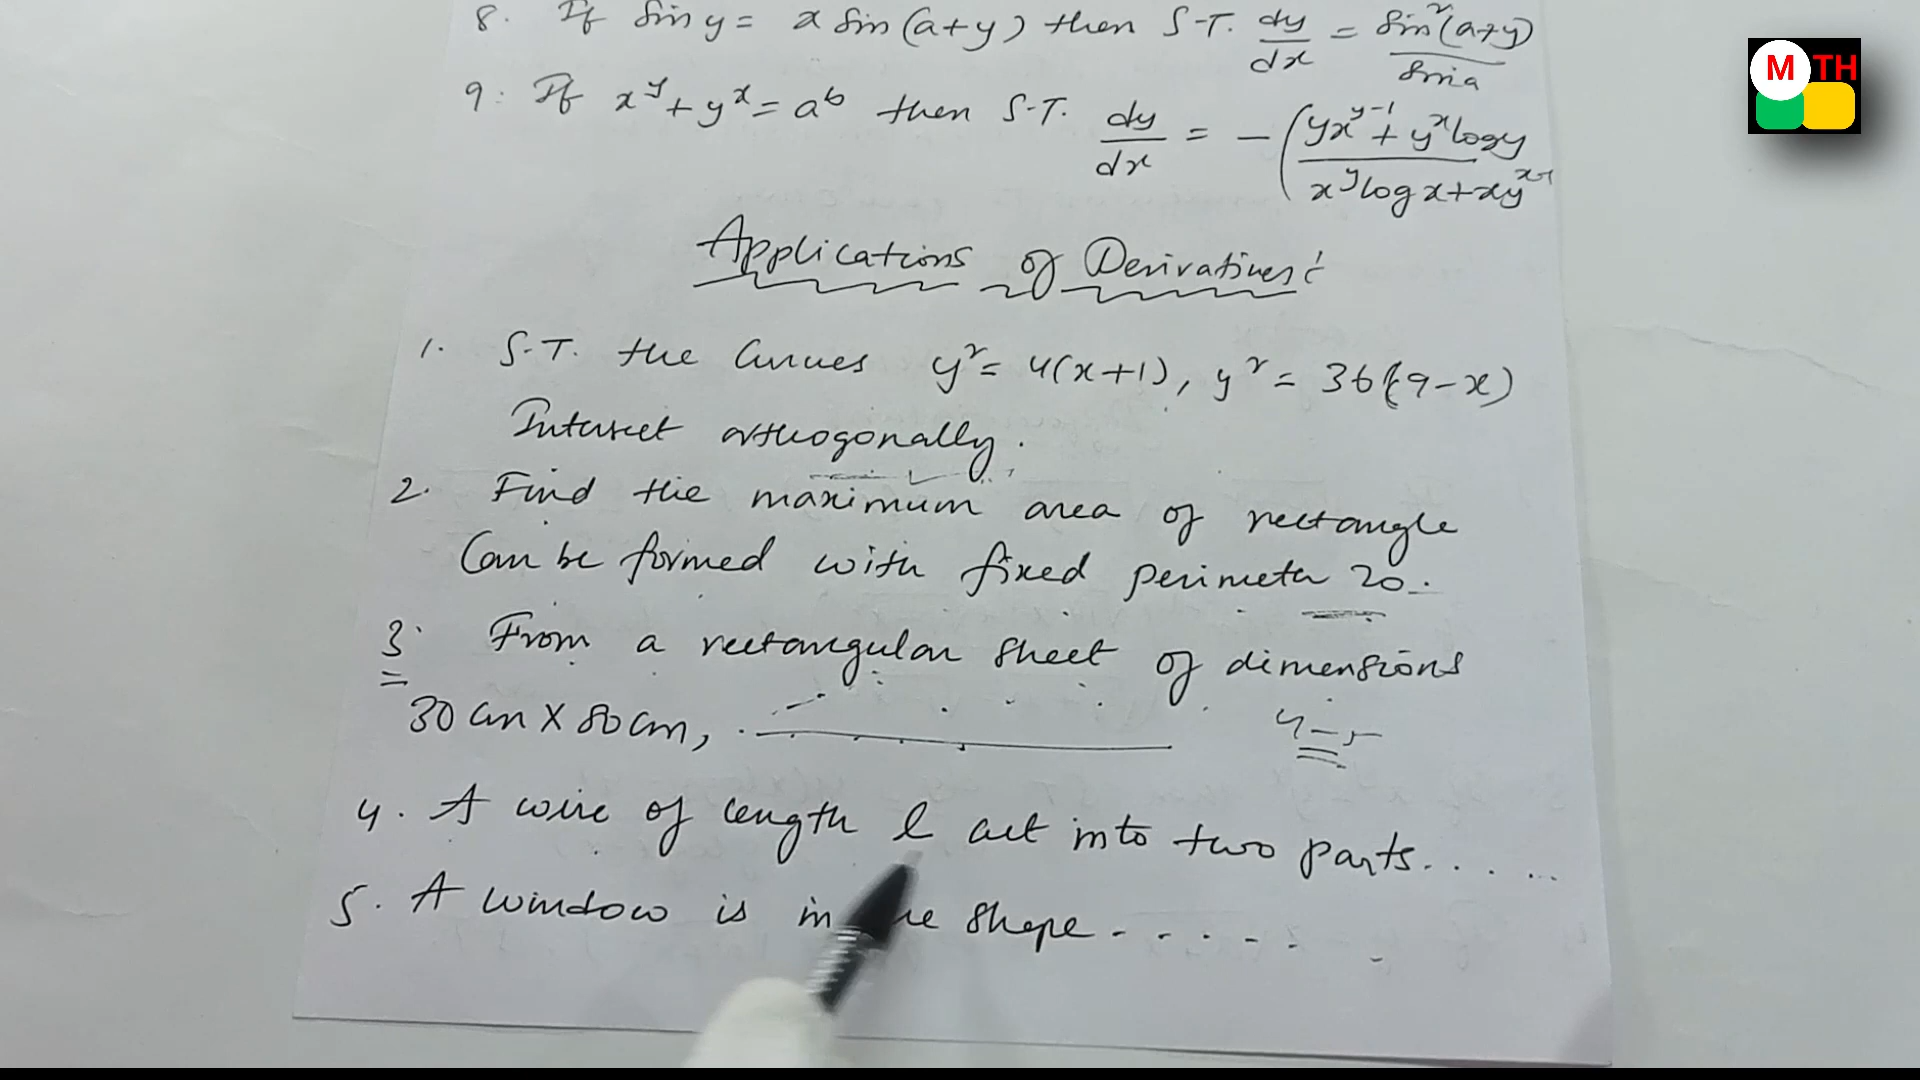 8. If sin y = x sin(a+y) then S-T. dy/dx = sin²(a+y)/sin a
9. If x^y + y^x = a^b then S-T. dy/dx = -(yx^(y-1) + y^x log y / x^y log x + xy^(x-1)
Applications of Derivatives:
1. S-T. the Curves y² = 4(x+1), y² = 36(9-x)
Intersect orthogonally.
2. Find the maximum area of rectangle
Can be formed with fixed perimeter 20.
3. From a rectangular sheet of dimensions
30 cm X 80 cm,
4. A wire of length l cut into two parts......
5. A window is in shape......
M TH